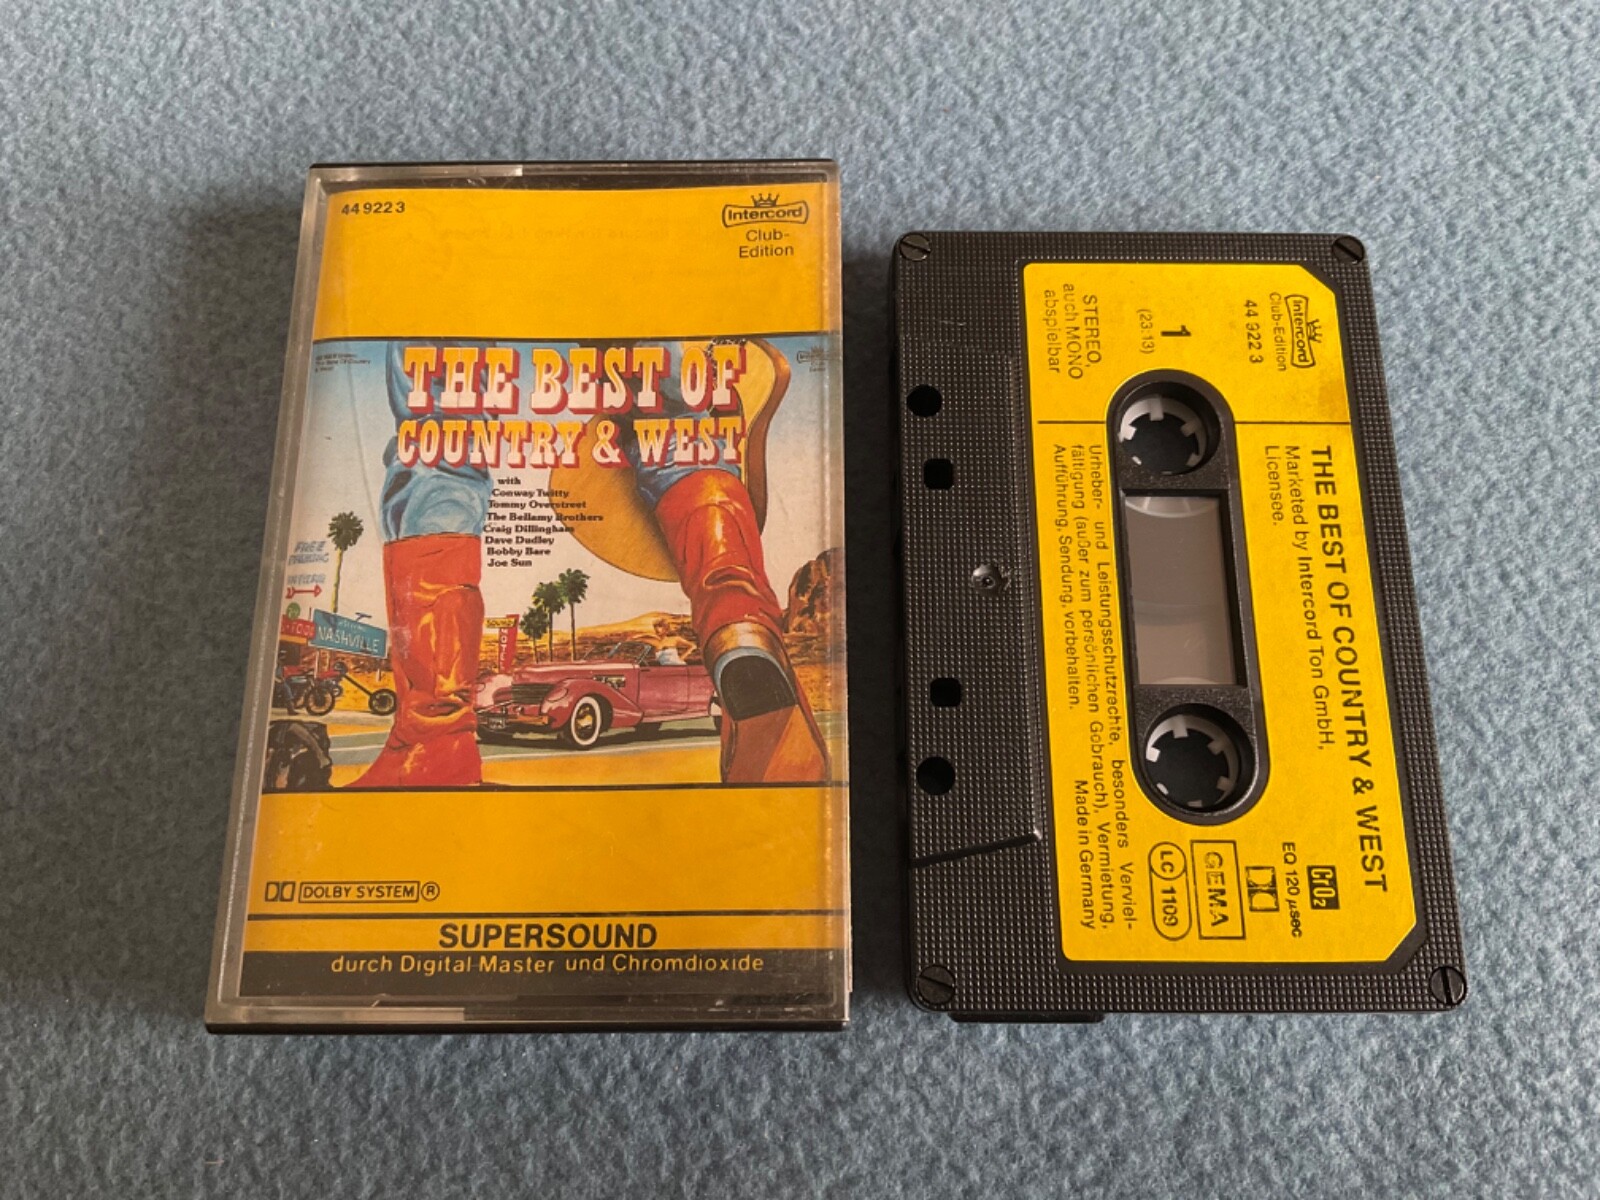 44 922 3
Intercord
Club-
Edition
THE BEST OF
COUNTRY & WEST
with
Conway Twitty
Tommy Overstreet
The Bellamy Brothers
Craig Dillingham
Dave Dudley
Bobby Bare
Joe Sun
FREE
PARKING
NASHVILLE
SOUND
MOTEL
DOLBY SYSTEM ®
SUPERSOUND
durch Digital-Master und Chromdioxide
Intercord
Club-Edition
44 922 3
1
(23:13)
STEREO,
auch MONO
abspielbar
THE BEST OF COUNTRY & WEST
Marketed by Intercord Ton GmbH,
Licensee.
Urheber- und Leistungsschutzrechte, besonders Verviel-
fältigung (außer zum persönlichen Gebrauch), Vermietung,
Aufführung, Sendung, vorbehalten. Made in Germany
CrO2
EQ 120 µsec
GEMA
LC 1109